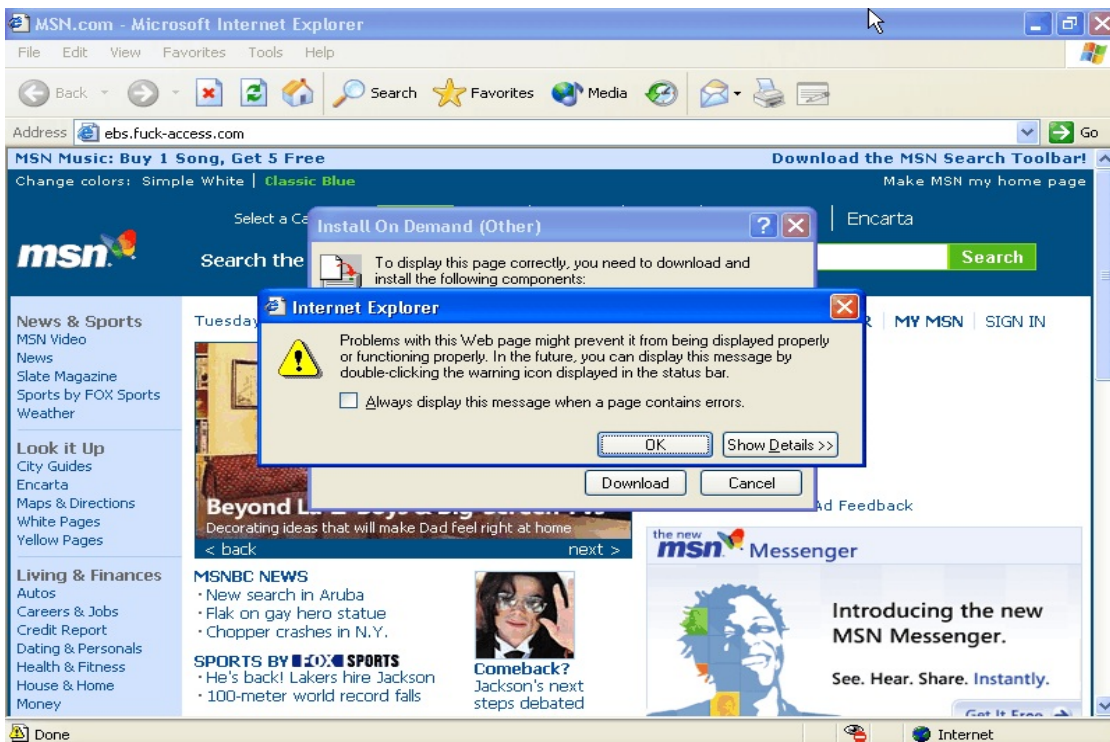 MSN.com - Microsoft Internet Explorer
File Edit View Favorites Tools Help
Back Search Favorites Media
Address ebs.fuck-access.com Go
MSN Music: Buy 1 Song, Get 5 Free Download the MSN Search Toolbar!
Change colors: Simple White | Classic Blue Make MSN my home page
Select a Encarta
msn Search the Search
Install On Demand (Other)
To display this page correctly, you need to download and
install the following components:
Internet Explorer
Problems with this Web page might prevent it from being displayed properly
or functioning properly. In the future, you can display this message by
double-clicking the warning icon displayed in the status bar.
Always display this message when a page contains errors.
OK Show Details >>
Download Cancel
News & Sports
MSN Video
News
Slate Magazine
Sports by FOX Sports
Weather
Look it Up
City Guides
Encarta
Maps & Directions
White Pages
Yellow Pages
Living & Finances
Autos
Careers & Jobs
Credit Report
Dating & Personals
Health & Fitness
House & Home
Money
Tuesday
MY MSN | SIGN IN
Beyond
Decorating ideas that will make Dad feel right at home
< back next >
MSNBC NEWS
· New search in Aruba
· Flak on gay hero statue
· Chopper crashes in N.Y.
SPORTS BY FOX SPORTS
· He's back! Lakers hire Jackson
· 100-meter world record falls
Comeback?
Jackson's next
steps debated
Ad Feedback
the new
msn Messenger
Introducing the new
MSN Messenger.
See. Hear. Share. Instantly.
Get It Free
Done Internet